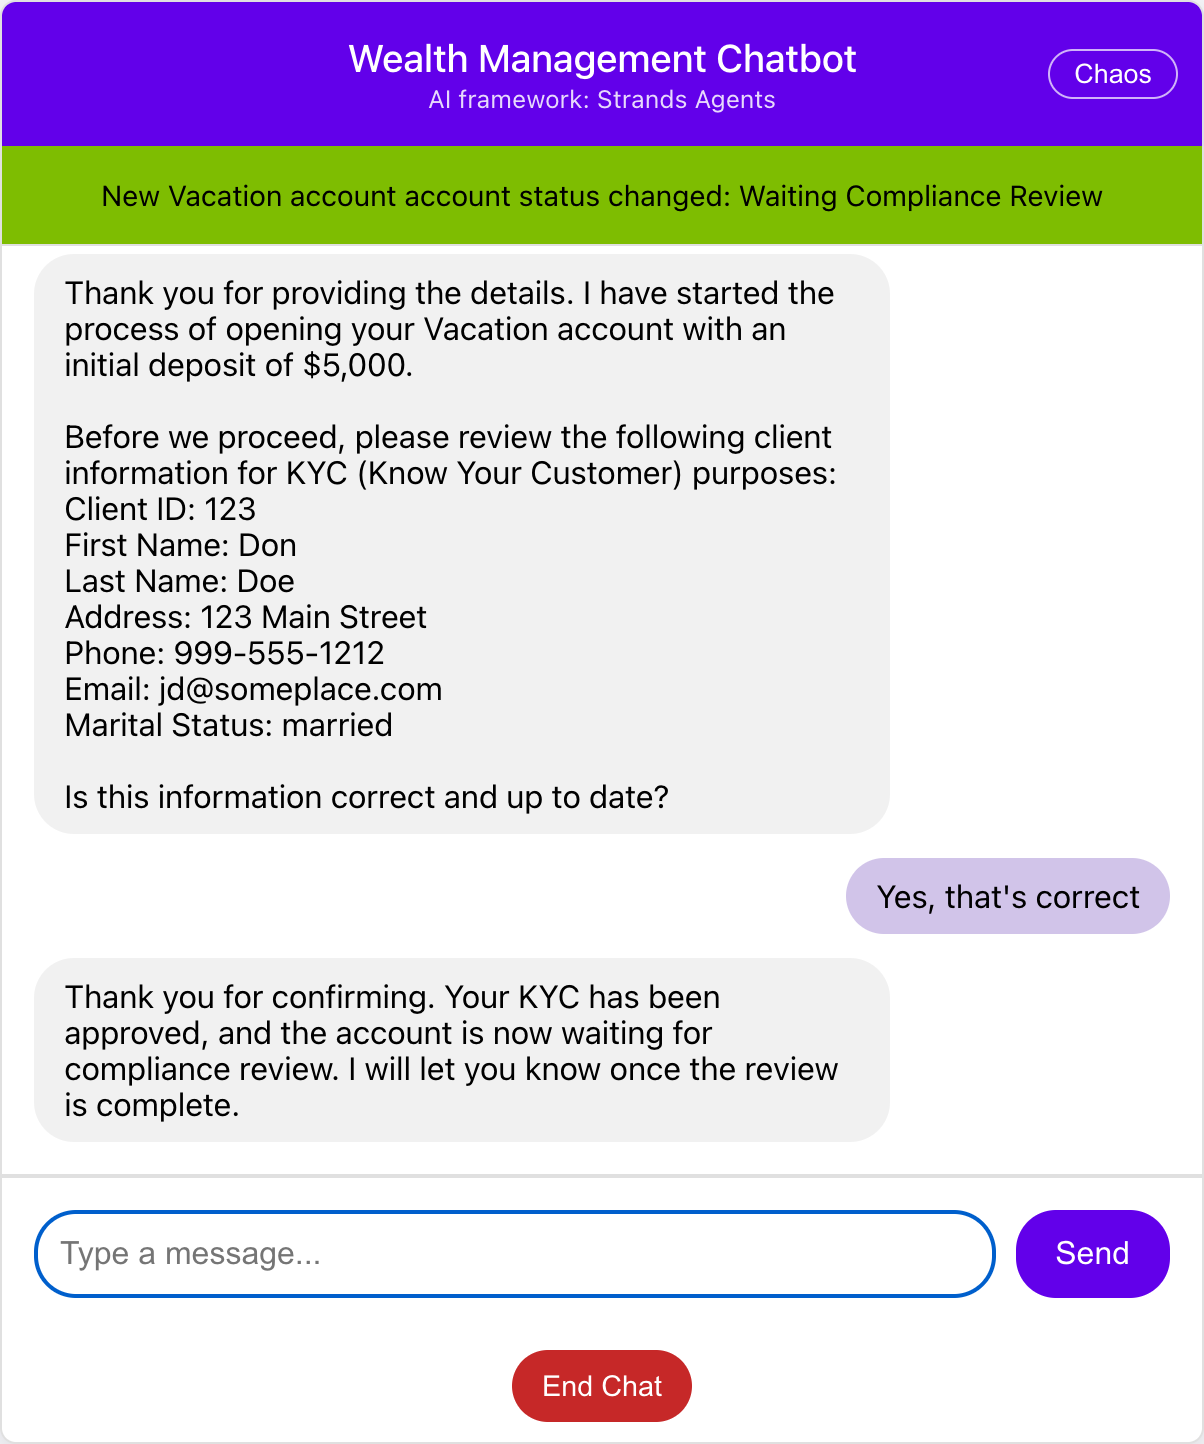 Wealth Management Chatbot
AI framework: Strands Agents
Chaos
New Vacation account account status changed: Waiting Compliance Review
Thank you for providing the details. I have started the
process of opening your Vacation account with an
initial deposit of $5,000.
Before we proceed, please review the following client
information for KYC (Know Your Customer) purposes:
Client ID: 123
First Name: Don
Last Name: Doe
Address: 123 Main Street
Phone: 999-555-1212
Email: jd@someplace.com
Marital Status: married
Is this information correct and up to date?
Yes, that's correct
Thank you for confirming. Your KYC has been
approved, and the account is now waiting for
compliance review. I will let you know once the review
is complete.
Type a message...
Send
End Chat